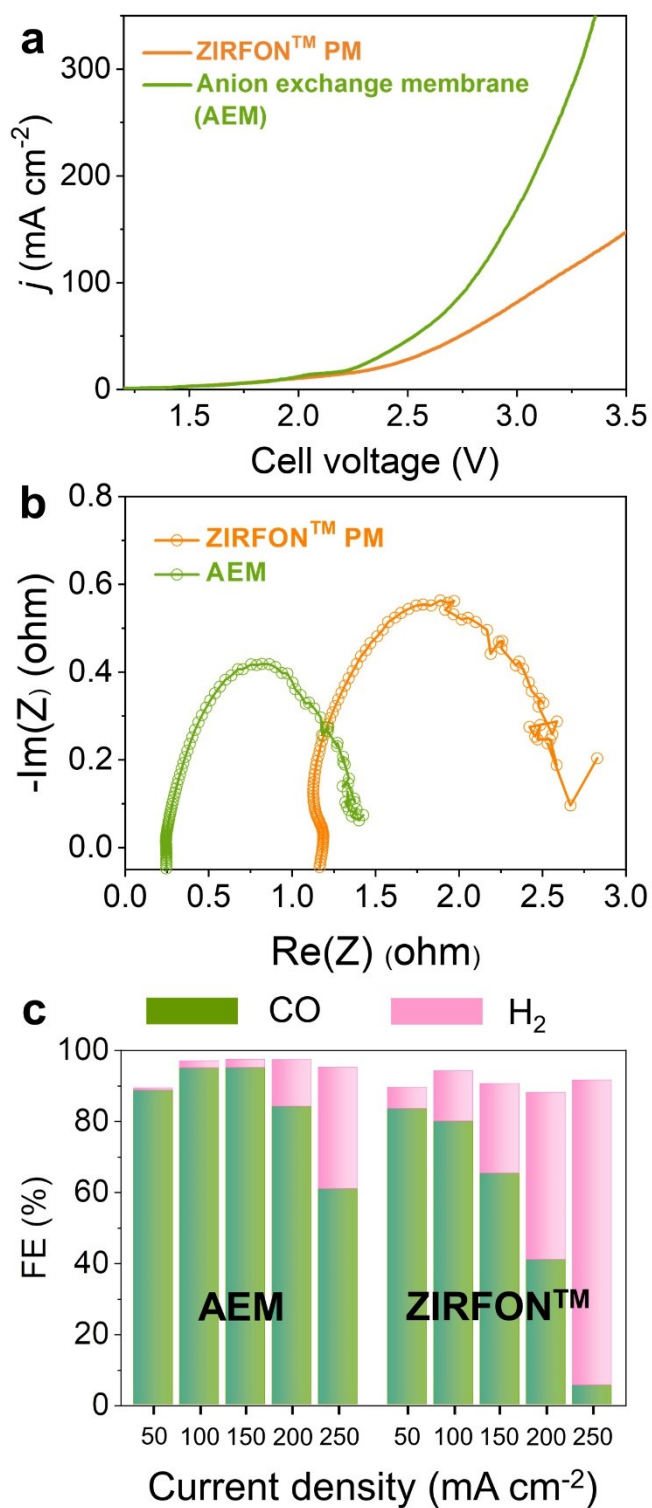 a
ZIRFON™ PM
Anion exchange membrane
(AEM)
300
200
100
0
j (mA cm⁻²)
1.5 2.0 2.5 3.0 3.5
Cell voltage (V)
b
ZIRFON™ PM
AEM
0.8
0.6
0.4
0.2
0.0
-Im(Z) (ohm)
0.0 0.5 1.0 1.5 2.0 2.5 3.0
Re(Z) (ohm)
c
CO H₂
100
80
60
40
20
0
FE (%)
AEM ZIRFON™
50 100 150 200 250 50 100 150 200 250
Current density (mA cm⁻²)